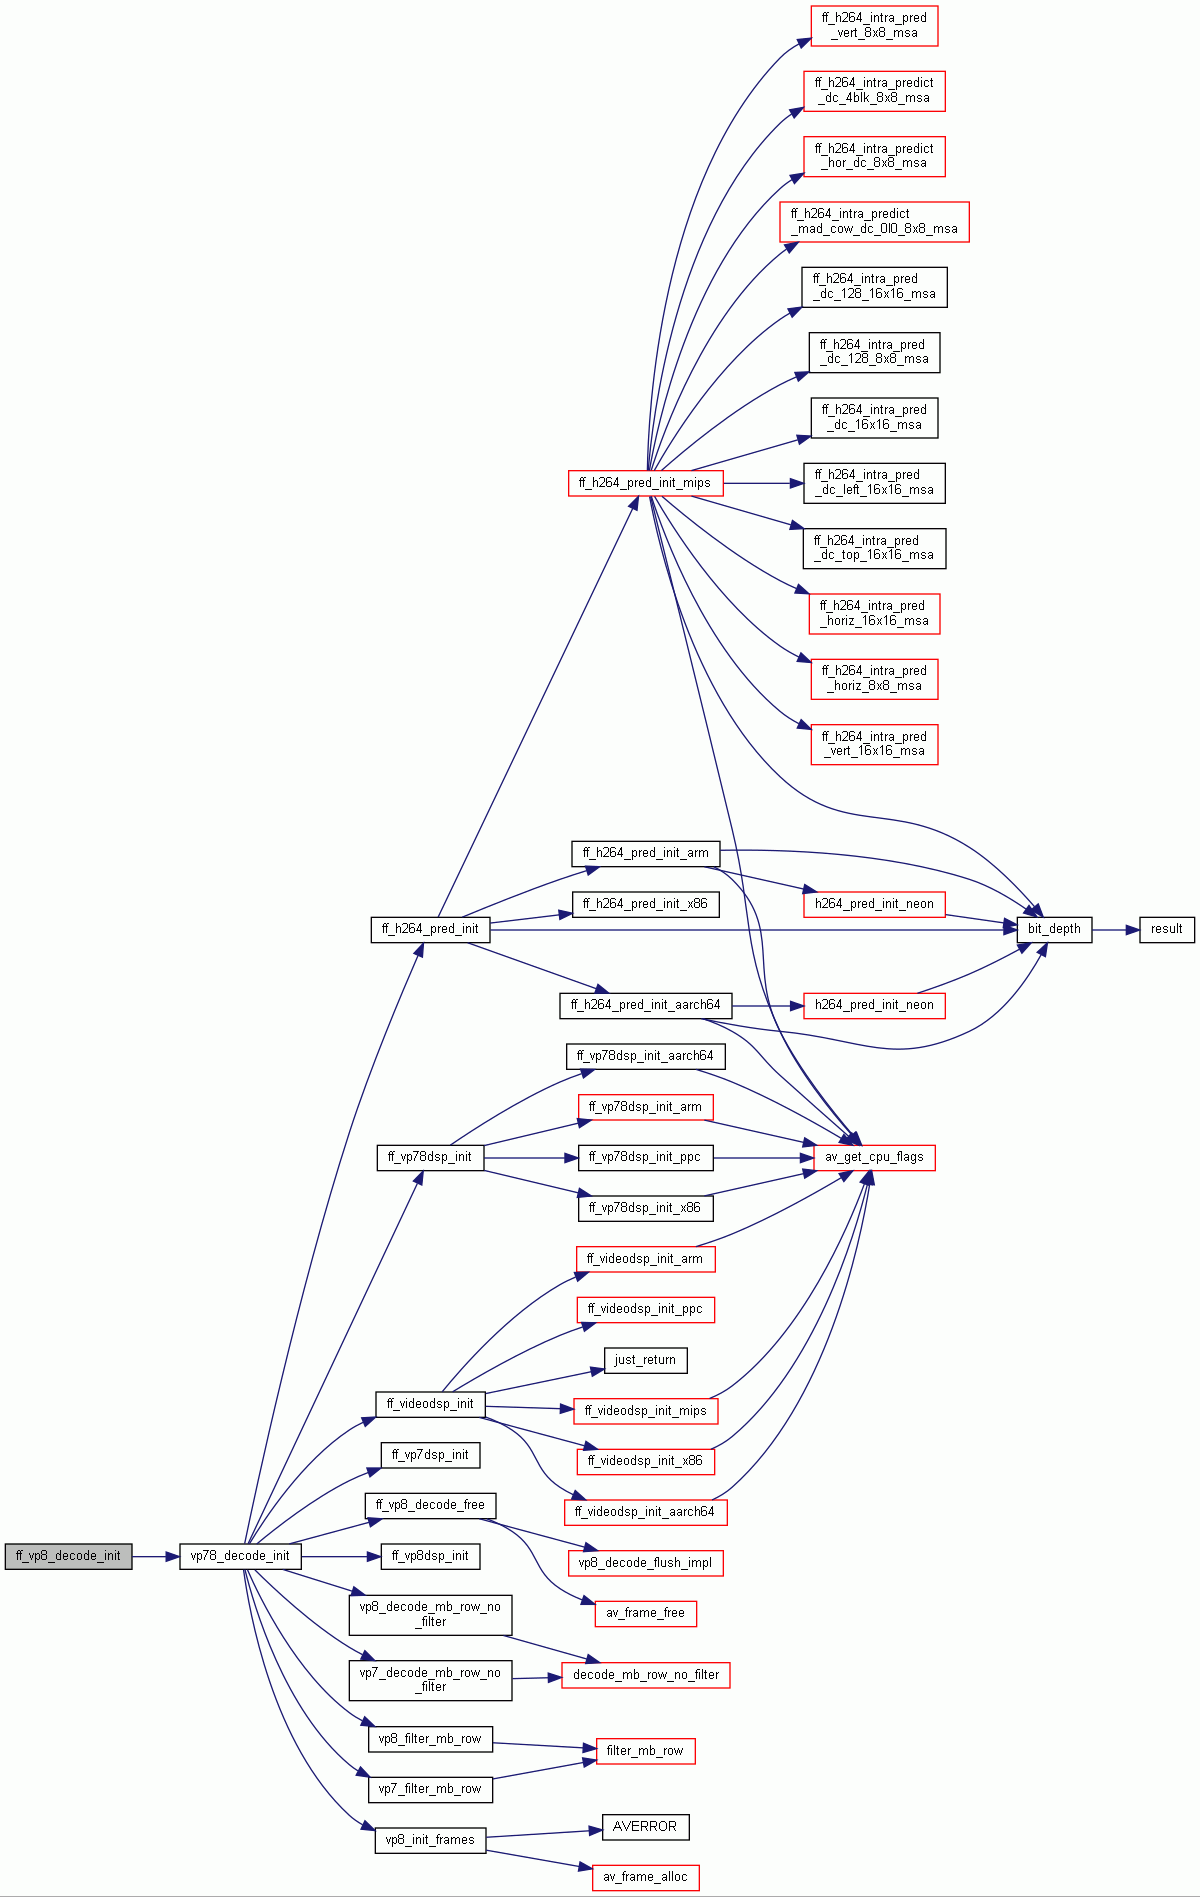 ff_h264_intra_pred
_vert_8x8_msa
ff_h264_intra_predict
_dc_4blk_8x8_msa
ff_h264_intra_predict
_hor_dc_8x8_msa
ff_h264_intra_predict
_mad_cow_dc_0l0_8x8_msa
ff_h264_intra_pred
_dc_128_16x16_msa
ff_h264_intra_pred
_dc_128_8x8_msa
ff_h264_intra_pred
_dc_16x16_msa
ff_h264_intra_pred
_dc_left_16x16_msa
ff_h264_pred_init_mips
ff_h264_intra_pred
_dc_top_16x16_msa
ff_h264_intra_pred
_horiz_16x16_msa
ff_h264_intra_pred
_horiz_8x8_msa
ff_h264_intra_pred
_vert_16x16_msa
ff_h264_pred_init_arm
ff_h264_pred_init_x86
h264_pred_init_neon
ff_h264_pred_init
bit_depth
result
ff_h264_pred_init_aarch64
h264_pred_init_neon
ff_vp78dsp_init_aarch64
ff_vp78dsp_init_arm
ff_vp78dsp_init
ff_vp78dsp_init_ppc
av_get_cpu_flags
ff_vp78dsp_init_x86
ff_videodsp_init_arm
ff_videodsp_init_ppc
just_return
ff_videodsp_init
ff_videodsp_init_mips
ff_vp7dsp_init
ff_videodsp_init_x86
ff_vp8_decode_free
ff_videodsp_init_aarch64
ff_vp8_decode_init
vp78_decode_init
ff_vp8dsp_init
vp8_decode_flush_impl
vp8_decode_mb_row_no
_filter
av_frame_free
vp7_decode_mb_row_no
_filter
decode_mb_row_no_filter
vp8_filter_mb_row
filter_mb_row
vp7_filter_mb_row
vp8_init_frames
AVERROR
av_frame_alloc